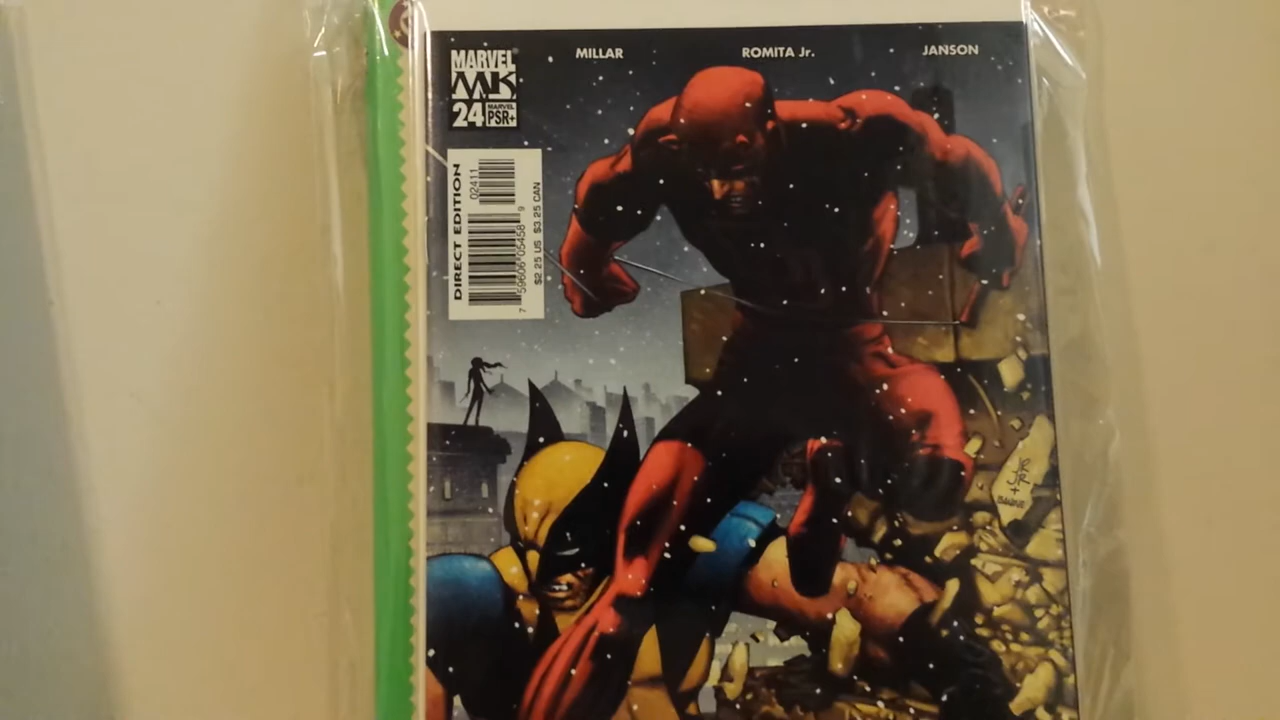 MILLAR ROMITA Jr. JANSON
MARVEL
MK
24 MARVEL PSR+
DIRECT EDITION
02411
7 59606 05458 9
$2.25 US $3.25 CAN